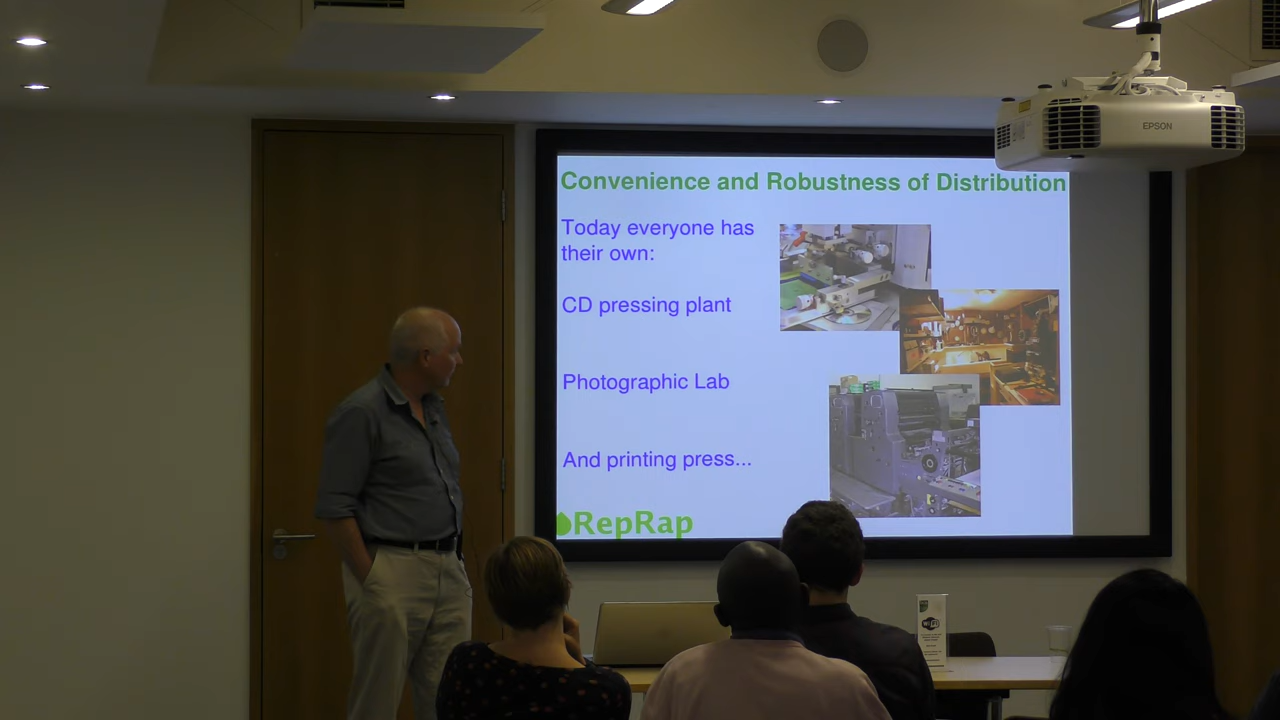 EPSON
Convenience and Robustness of Distribution
Today everyone has
their own:
CD pressing plant
Photographic Lab
And printing press...
RepRap
WiFi